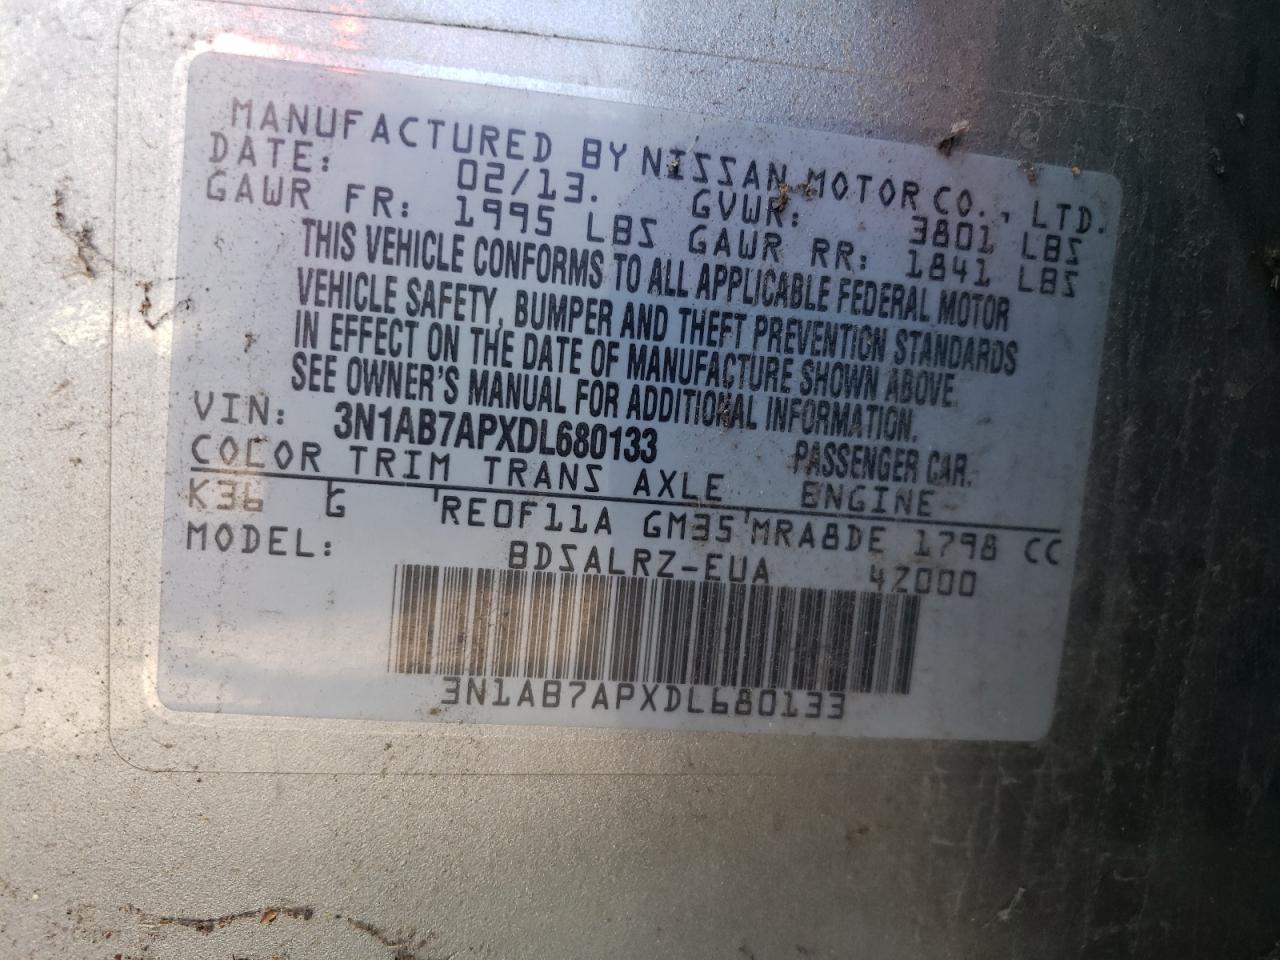 MANUFACTURED BY NISSAN MOTOR CO., LTD.
DATE: 02/13. GVWR: 3801 LBS
GAWR FR: 1995 LBS GAWR RR: 1841 LBS
THIS VEHICLE CONFORMS TO ALL APPLICABLE FEDERAL MOTOR
VEHICLE SAFETY, BUMPER AND THEFT PREVENTION STANDARDS
IN EFFECT ON THE DATE OF MANUFACTURE SHOWN ABOVE.
SEE OWNER'S MANUAL FOR ADDITIONAL INFORMATION.
VIN: 3N1AB7APXDL680133 PASSENGER CAR.
COLOR TRIM TRANS AXLE ENGINE
K36 G RE0F11A GM35 MRA8DE 1798 CC
MODEL: BDSALRZ-EUA 42000
3N1AB7APXDL680133